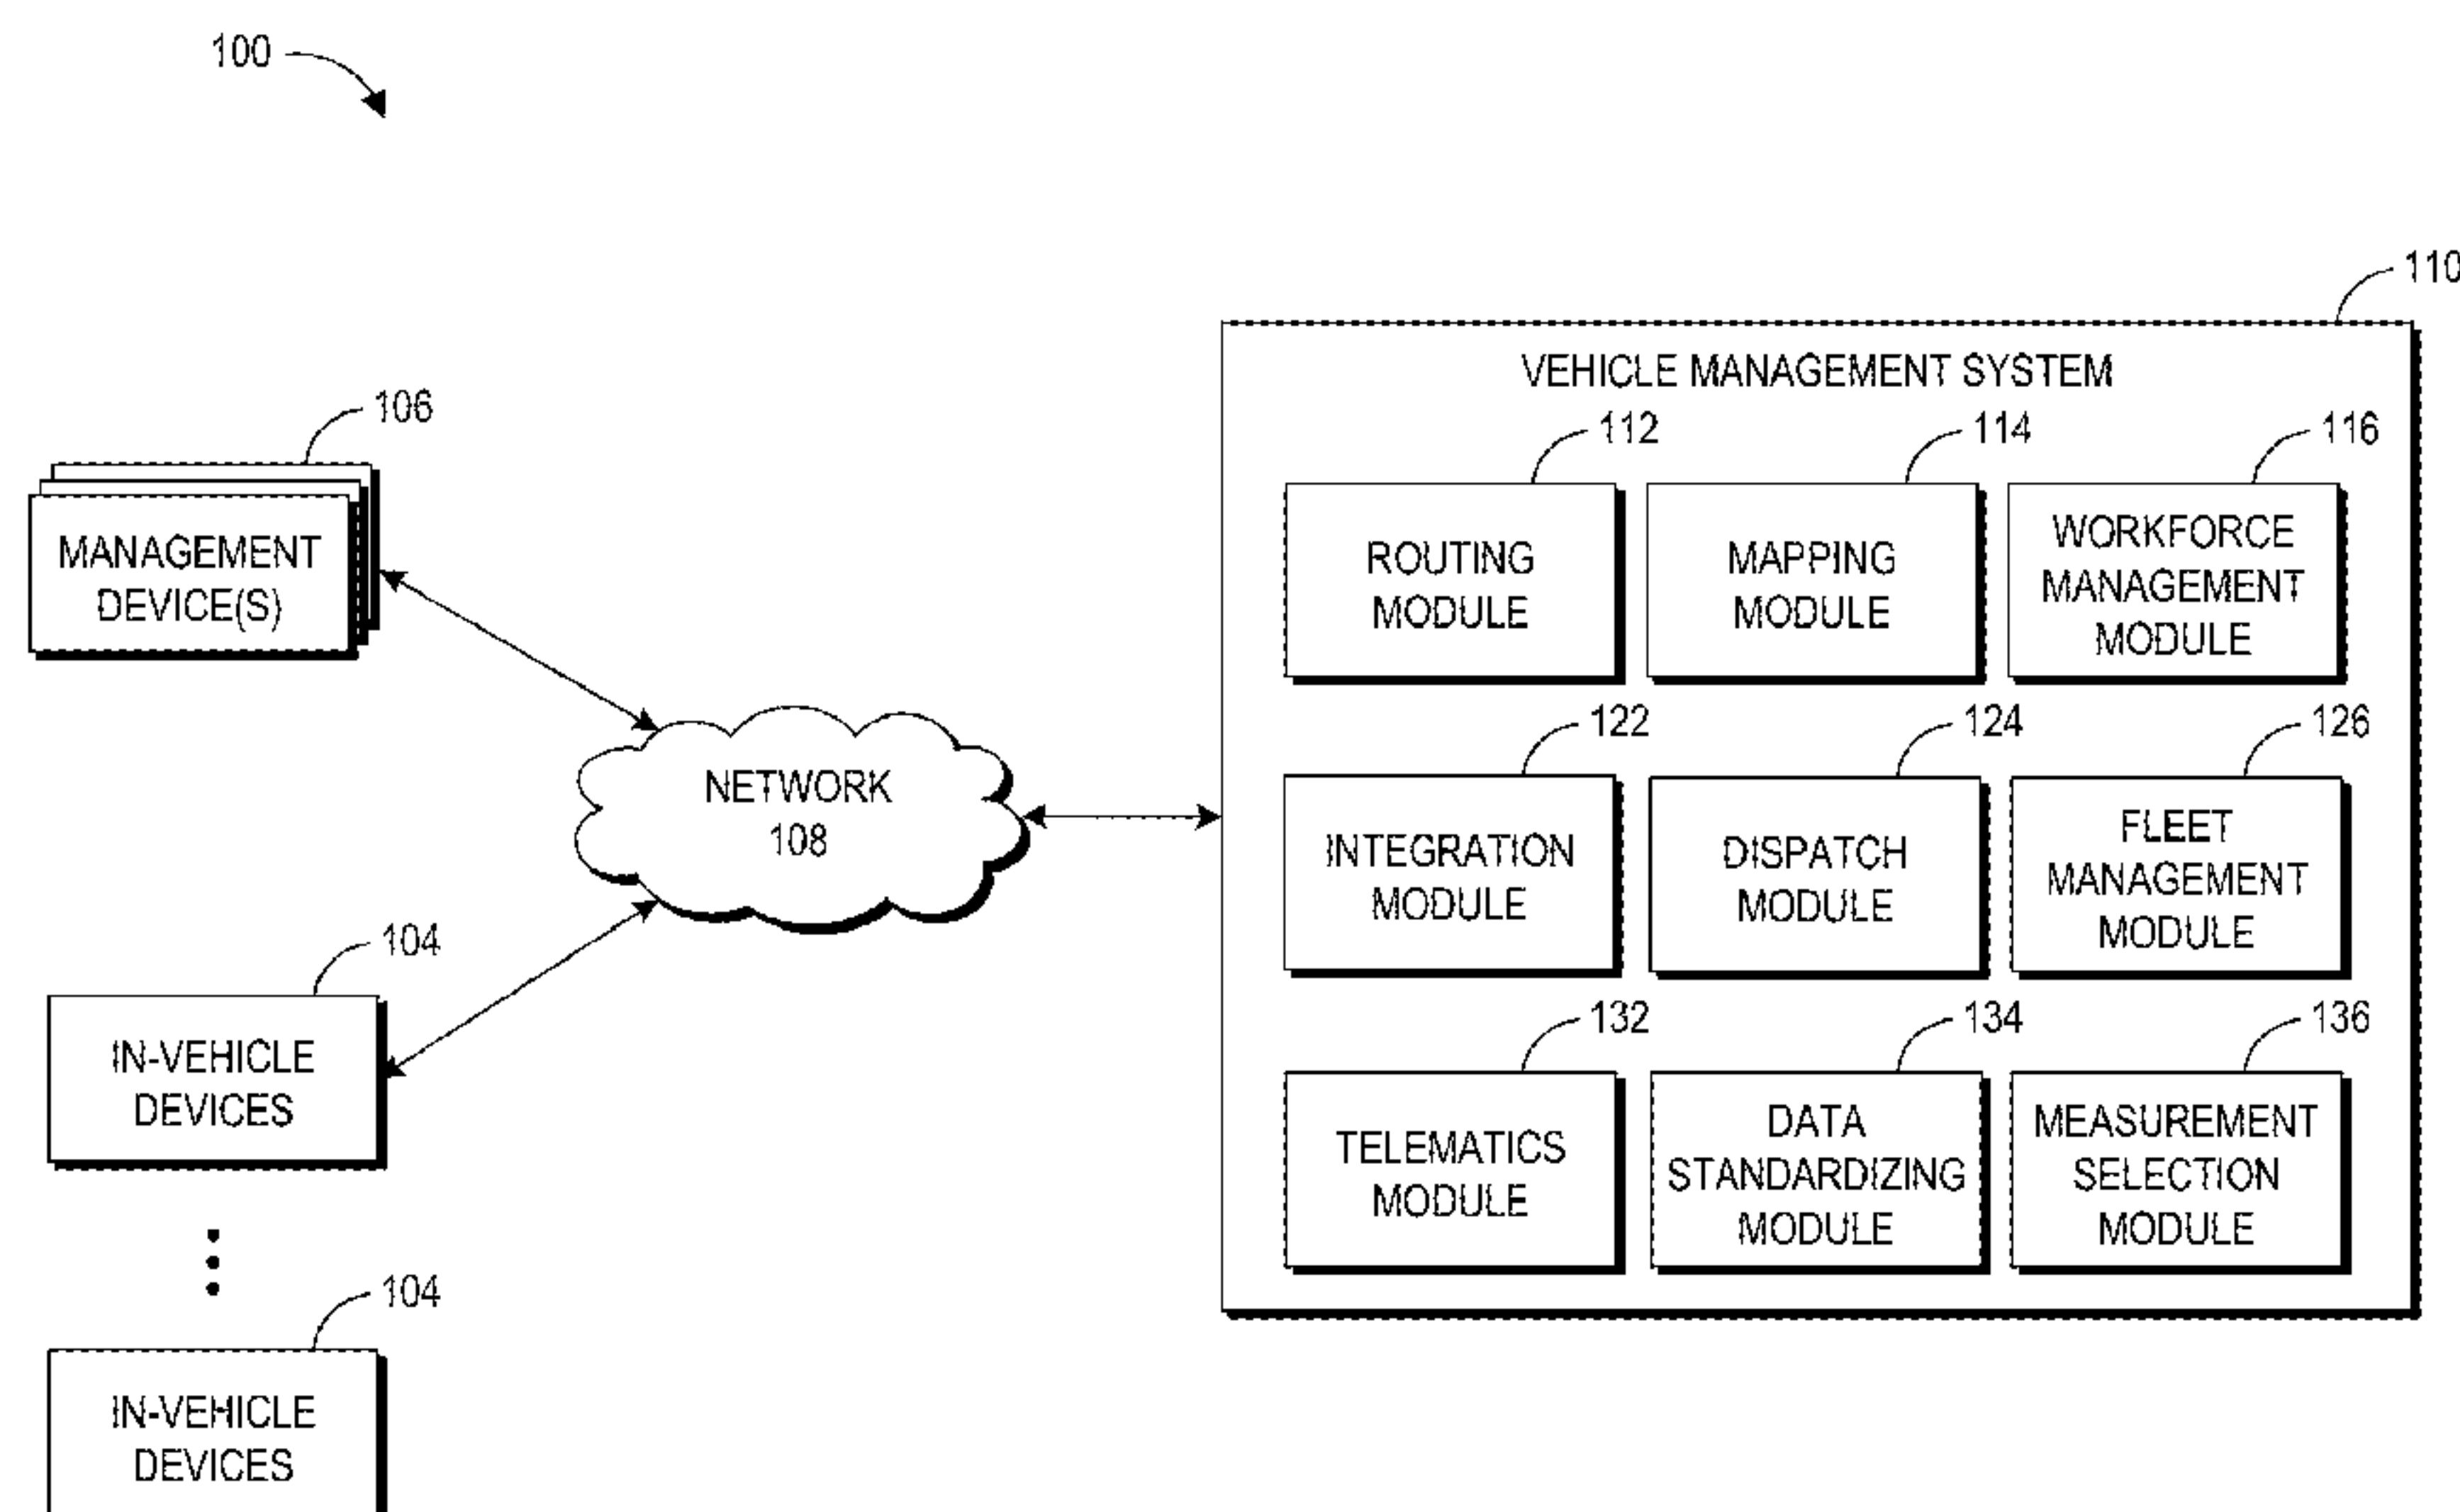 100
110
VEHICLE MANAGEMENT SYSTEM
106
112
114
116
MANAGEMENT
DEVICE(S)
ROUTING
MODULE
MAPPING
MODULE
WORKFORCE
MANAGEMENT
MODULE
122
124
126
NETWORK
108
INTEGRATION
MODULE
DISPATCH
MODULE
FLEET
MANAGEMENT
MODULE
104
IN-VEHICLE
DEVICES
132
134
136
TELEMATICS
MODULE
DATA
STANDARDIZING
MODULE
MEASUREMENT
SELECTION
MODULE
104
IN-VEHICLE
DEVICES